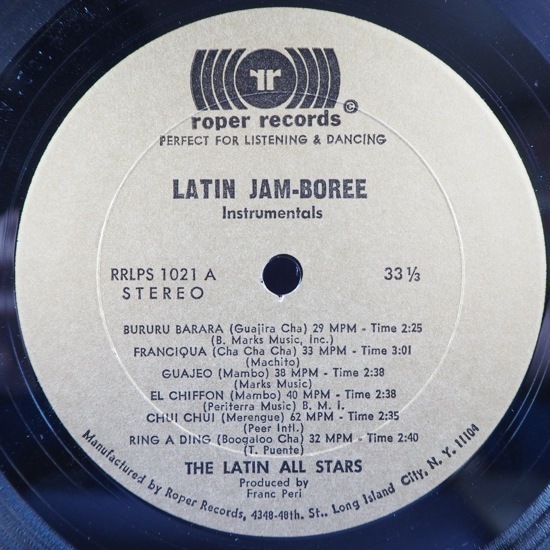 rr
roper records ©
PERFECT FOR LISTENING & DANCING
LATIN JAM-BOREE
Instrumentals
RRLPS 1021 A 33 ⅓
STEREO
BURURU BARARA (Guajira Cha) 29 MPM - Time 2:25
(B. Marks Music, Inc.)
FRANCIQUA (Cha Cha Cha) 33 MPM - Time 3:01
(Machito)
GUAJEO (Mambo) 38 MPM - Time 2:38
(Marks Music)
EL CHIFFON (Mambo) 40 MPM - Time 2:38
(Periterra Music) B. M. i.
CHUI CHUI (Merengue) 62 MPM - Time 2:35
(Peer Intl.)
RING A DING (Boogaloo Cha) 32 MPM - Time 2:40
(T. Puente)
THE LATIN ALL STARS
Produced by
Franc Peri
Manufactured by Roper Records, 4348-48th. St.. Long Island City, N. Y. 11104